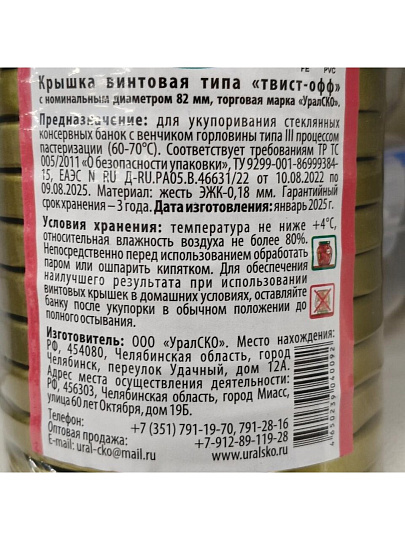 PE PVC
Крышка винтовая типа «твист-офф»
с номинальным диаметром 82 мм, торговая марка «УралСКО».
Предназначение: для укупоривания стеклянных
консервных банок с венчиком горловины типа III процессом
пастеризации (60-70°С). Соответствует требованиям ТР ТС
005/2011 «О безопасности упаковки», ТУ 9299-001-86999384-
15, ЕАЭС N RU Д-RU.РА05.В.46631/22 от 10.08.2022 по
09.08.2025. Материал: жесть ЭЖК-0,18 мм. Гарантийный
срок хранения – 3 года. Дата изготовления: январь 2025 г.
Условия хранения: температура не ниже +4°С,
относительная влажность воздуха не более 80%.
Непосредственно перед использованием обработать
паром или ошпарить кипятком. Для обеспечения
наилучшего результата при использовании
винтовых крышек в домашних условиях, оставляйте
банку после укупорки в обычном положении до
полного остывания.
Изготовитель: ООО «УралСКО». Место нахождения:
РФ, 454080, Челябинская область, город
Челябинск, переулок Удачный, дом 12А.
Адрес места осуществления деятельности:
РФ, 456303, Челябинская область, город Миасс,
улица 60 лет Октября, дом 19Б.
Телефон: +7 (351) 791-19-70, 791-28-16
Оптовая продажа: +7-912-89-119-28
E-mail: ural-cko@mail.ru www.uralsko.ru
4650239040092